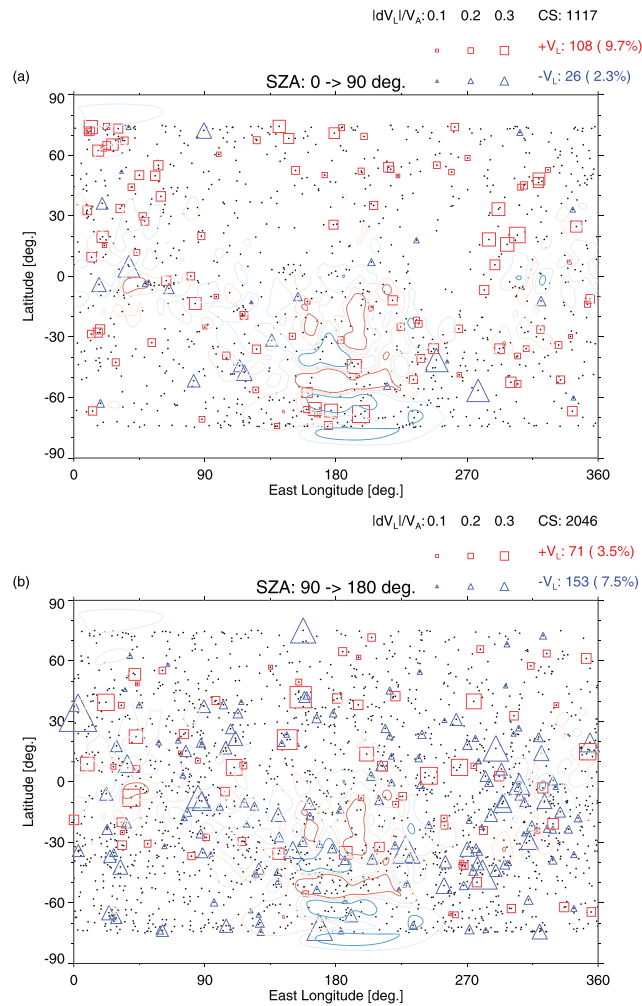 |dV_L|/V_A: 0.1 0.2 0.3 CS: 1117
+V_L: 108 ( 9.7%)
-V_L: 26 ( 2.3%)
(a)
SZA: 0 -> 90 deg.
90
60
30
0
-30
-60
-90
Latitude [deg.]
0 90 180 270 360
East Longitude [deg.]
|dV_L|/V_A: 0.1 0.2 0.3 CS: 2046
+V_L: 71 ( 3.5%)
-V_L: 153 ( 7.5%)
(b)
SZA: 90 -> 180 deg.
90
60
30
0
-30
-60
-90
Latitude [deg.]
0 90 180 270 360
East Longitude [deg.]